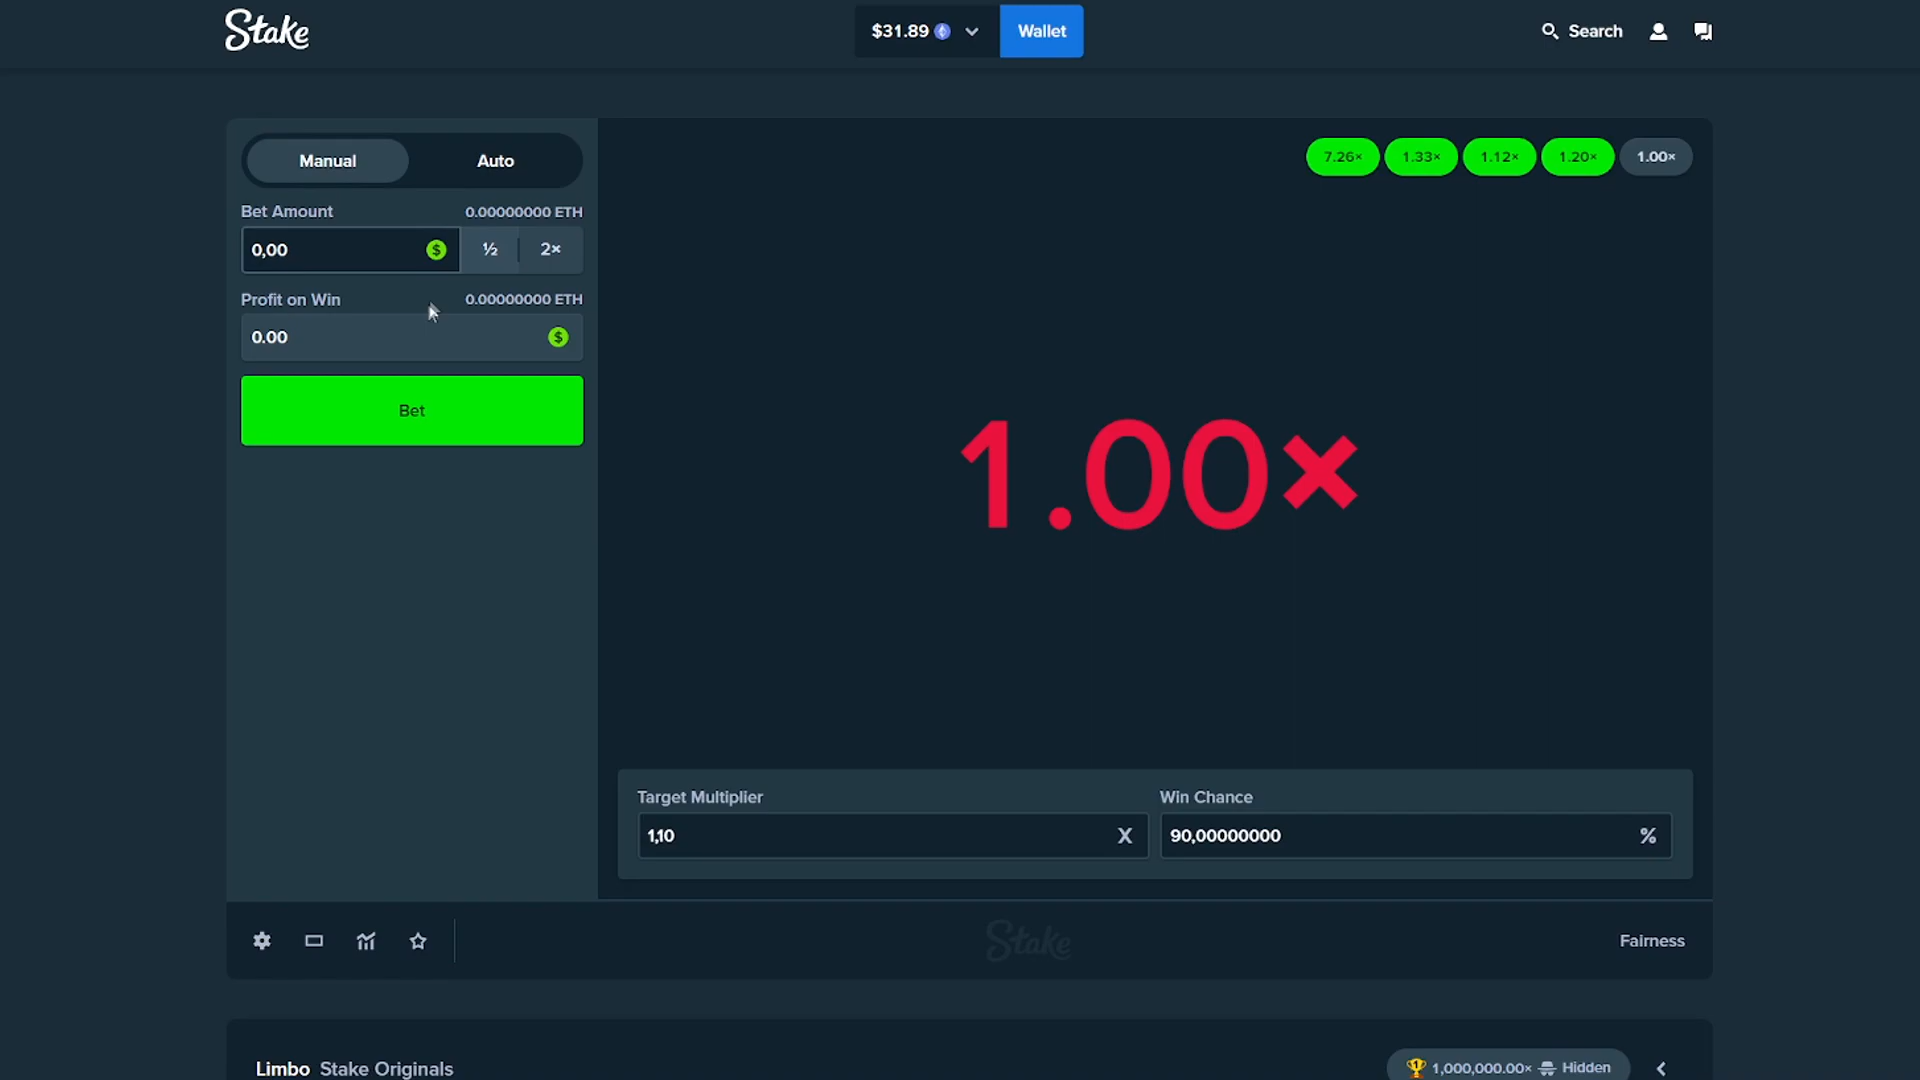 Stake
$31.89
Wallet
Search
Manual
Auto
7.26× 1.33× 1.12× 1.20× 1.00×
Bet Amount 0.00000000 ETH
0,00 $ ½ 2×
Profit on Win 0.00000000 ETH
0.00 $
Bet
1.00×
Target Multiplier
Win Chance
1,10 X
90,00000000 %
Stake
Fairness
Limbo Stake Originals
1,000,000.00× Hidden